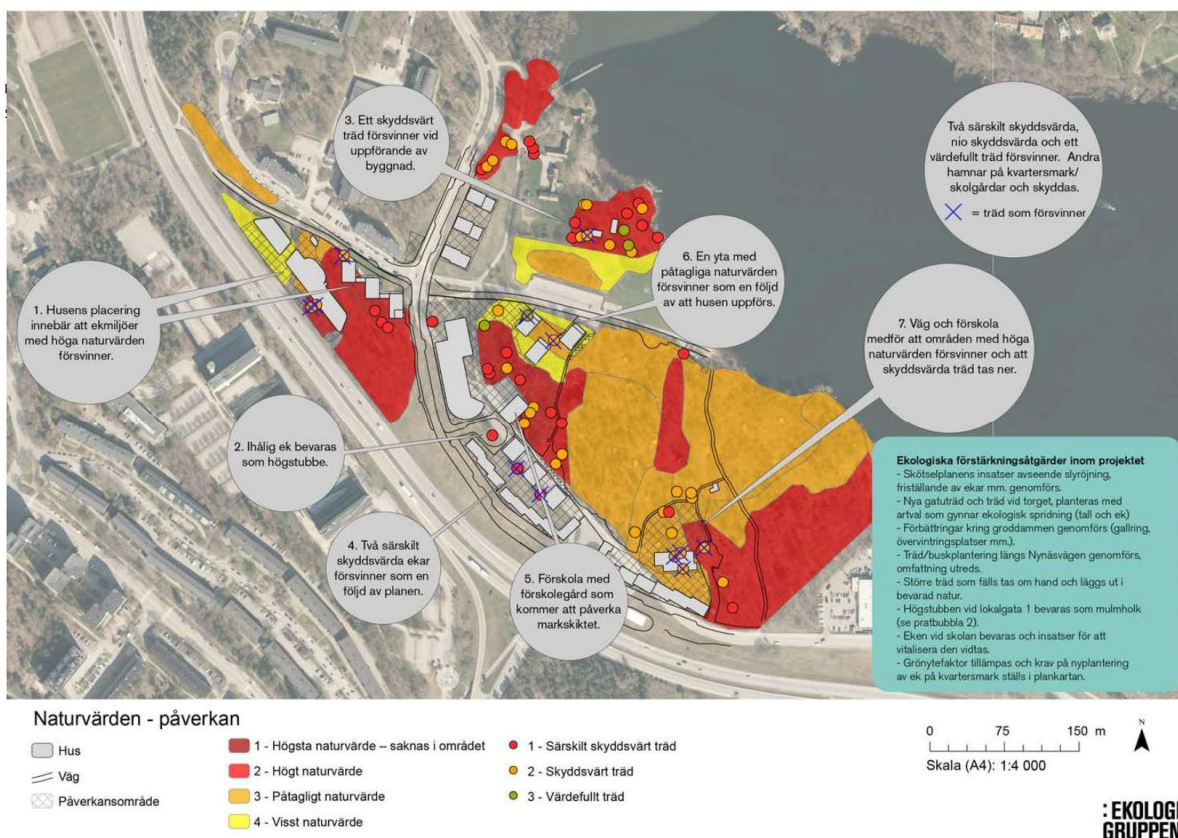 3. Ett skyddsvärt
träd försvinner vid
uppförande av
byggnad.
Två särskilt skyddsvärda,
nio skyddsvärda och ett
värdefullt träd försvinner. Andra
hamnar på kvartersmark/
skolgårdar och skyddas.
= träd som försvinner
6. En yta med
påtagliga naturvärden
försvinner som en följd
av att husen uppförs.
1. Husens placering
innebär att ekmiljöer
med höga naturvärden
försvinner.
7. Väg och förskola
medför att områden med höga
naturvärden försvinner och att
skyddsvärda träd tas ner.
2. Ihålig ek bevaras
som högstubbe.
4. Två särskilt
skyddsvärda ekar
försvinner som en
följd av planen.
5. Förskola med
förskolegård som
kommer att påverka
markskiktet.
Ekologiska förstärkningsåtgärder inom projektet
- Skötselplanens insatser avseende slyröjning,
friställande av ekar mm. genomförs.
- Nya gatuträd och träd vid torget, planteras med
artval som gynnar ekologisk spridning (tall och ek)
- Förbättringar kring groddammen genomförs (gallring,
övervintringsplatser mm.).
- Träd/buskplantering längs Nynäsvägen genomförs,
omfattning utreds.
- Större träd som fälls tas om hand och läggs ut i
bevarad natur.
- Högstubben vid lokalgata 1 bevaras som mulmholk
(se pratbubbla 2).
- Eken vid skolan bevaras och insatser för att
vitalisera den vidtas.
- Grönytefaktor tillämpas och krav på nyplantering
av ek på kvartersmark ställs i plankartan.
Naturvärden - påverkan
Hus
Väg
Påverkansområde
1 - Högsta naturvärde – saknas i området
2 - Högt naturvärde
3 - Påtagligt naturvärde
4 - Visst naturvärde
1 - Särskilt skyddsvärt träd
2 - Skyddsvärt träd
3 - Värdefullt träd
0 75 150 m
Skala (A4): 1:4 000
N
:EKOLOGI
GRUPPEN